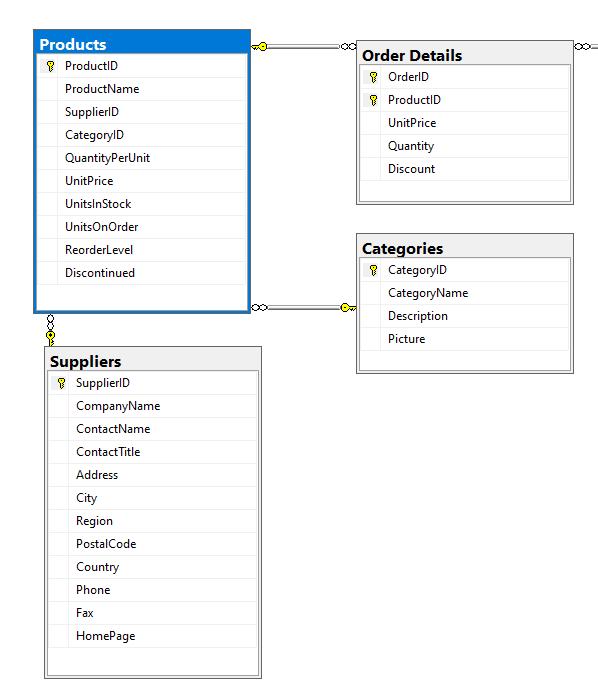 Products
ProductID
ProductName
SupplierID
CategoryID
QuantityPerUnit
UnitPrice
UnitsInStock
UnitsOnOrder
ReorderLevel
Discontinued
Order Details
OrderID
ProductID
UnitPrice
Quantity
Discount
Categories
CategoryID
CategoryName
Description
Picture
Suppliers
SupplierID
CompanyName
ContactName
ContactTitle
Address
City
Region
PostalCode
Country
Phone
Fax
HomePage